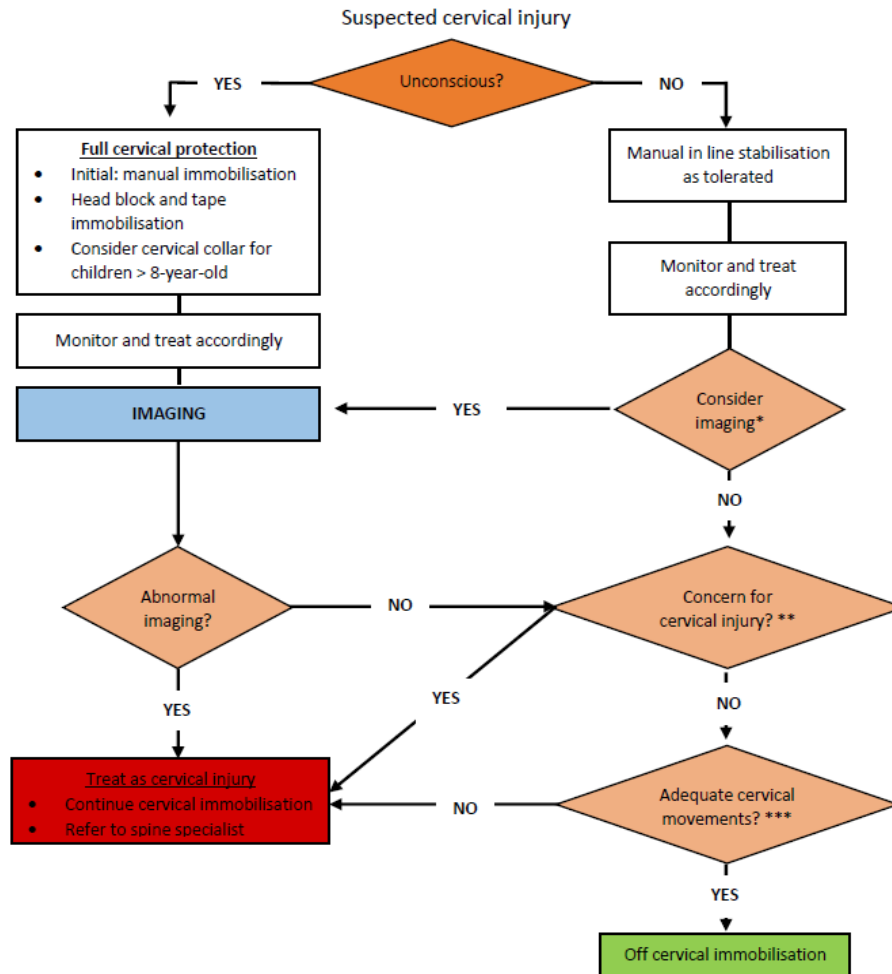 Suspected cervical injury
Unconscious?
YES
NO
Full cervical protection
• Initial: manual immobilisation
• Head block and tape
immobilisation
• Consider cervical collar for
children > 8-year-old
Manual in line stabilisation
as tolerated
Monitor and treat
accordingly
Monitor and treat accordingly
IMAGING
YES
Consider
imaging*
NO
Abnormal
imaging?
NO
Concern for
cervical injury? **
YES
YES
NO
Treat as cervical injury
• Continue cervical immobilisation
• Refer to spine specialist
NO
Adequate cervical
movements? ***
YES
Off cervical immobilisation